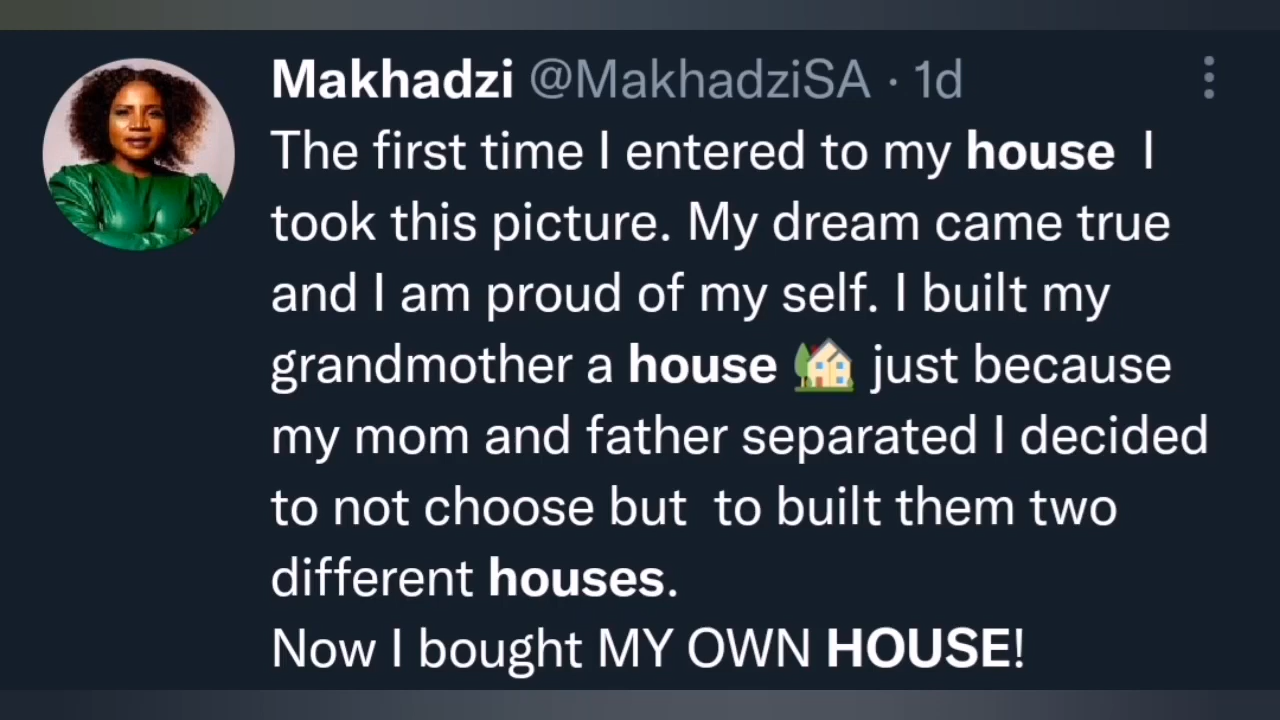 Makhadzi @MakhadziSA · 1d
The first time I entered to my house I
took this picture. My dream came true
and I am proud of my self. I built my
grandmother a house 🏡 just because
my mom and father separated I decided
to not choose but to built them two
different houses.
Now I bought MY OWN HOUSE!